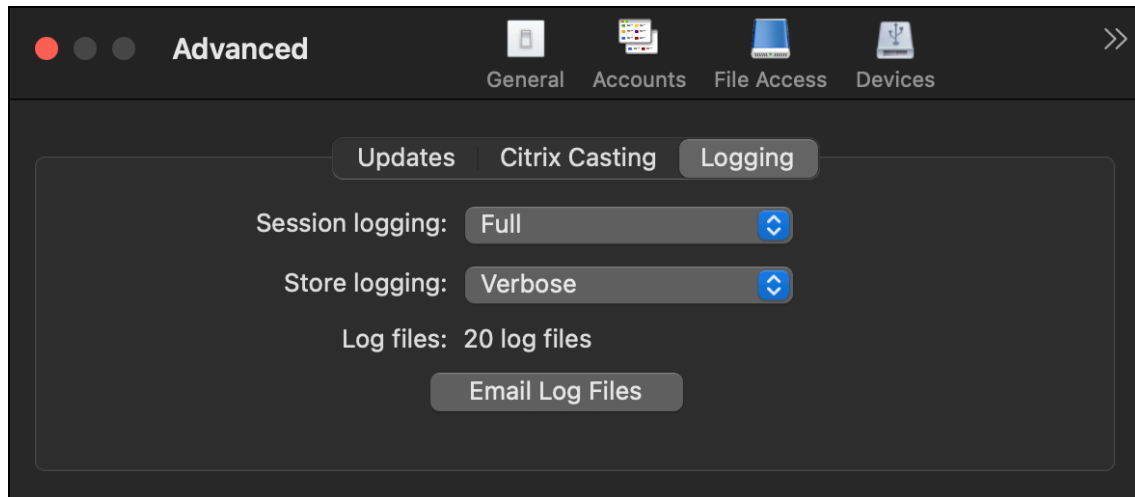 Advanced
General Accounts File Access Devices
Updates Citrix Casting Logging
Session logging: Full
Store logging: Verbose
Log files: 20 log files
Email Log Files